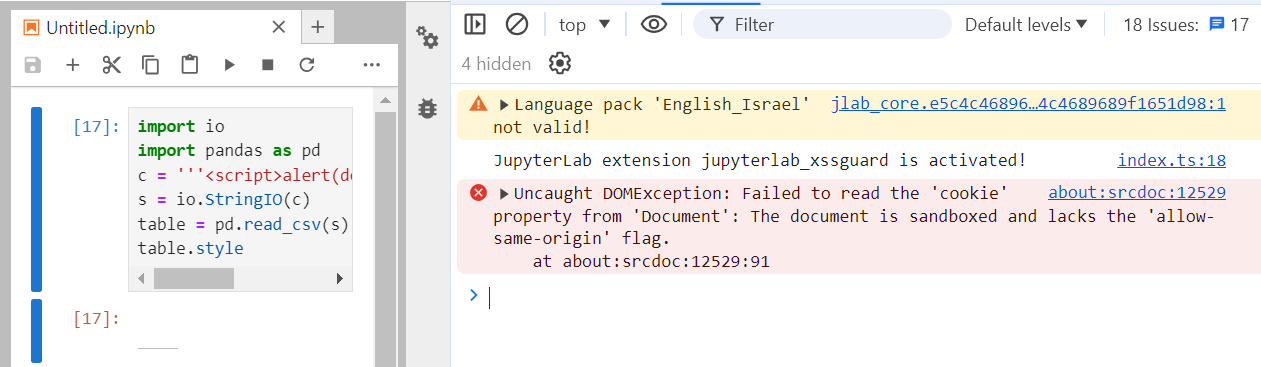 Untitled.ipynb
[17]:
import io
import pandas as pd
c = '''<script>alert(do
s = io.StringIO(c)
table = pd.read_csv(s)
table.style
[17]:
top
Filter
Default levels
18 Issues: 17
4 hidden
Language pack 'English_Israel' jlab_core.e5c4c46896…4c4689689f1651d98:1
not valid!
JupyterLab extension jupyterlab_xssguard is activated! index.ts:18
Uncaught DOMException: Failed to read the 'cookie' about:srcdoc:12529
property from 'Document': The document is sandboxed and lacks the 'allow-
same-origin' flag.
at about:srcdoc:12529:91